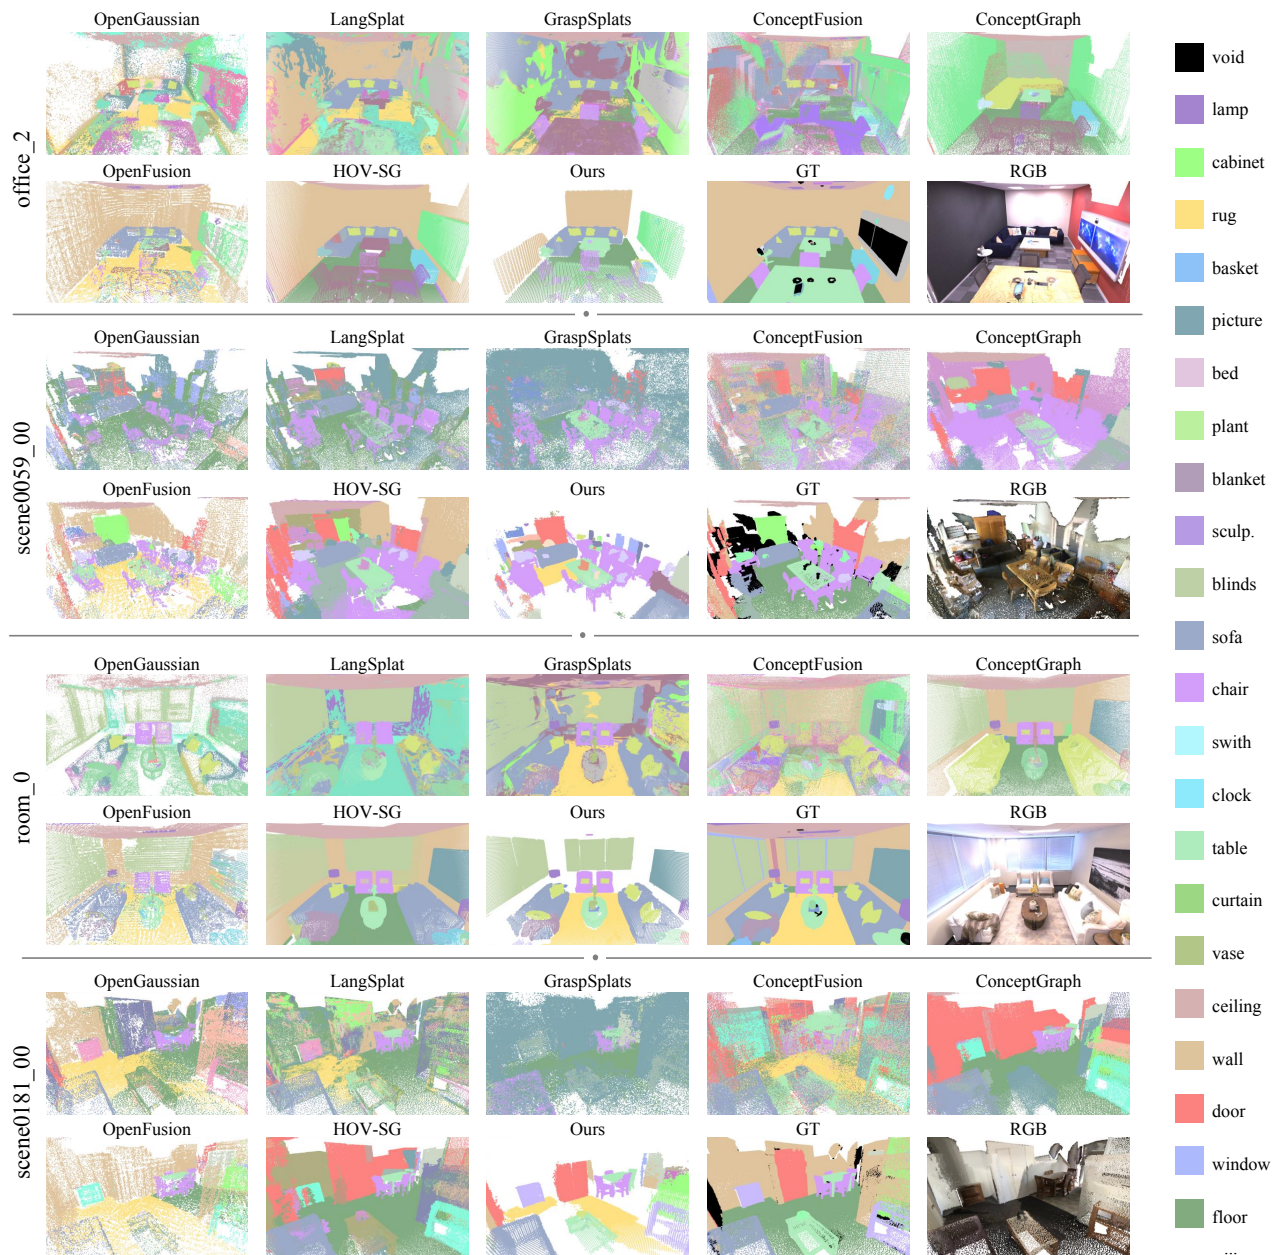 OpenGaussian LangSplat GraspSplats ConceptFusion ConceptGraph
office_2
OpenFusion HOV-SG Ours GT RGB
OpenGaussian LangSplat GraspSplats ConceptFusion ConceptGraph
scene0059_00
OpenFusion HOV-SG Ours GT RGB
OpenGaussian LangSplat GraspSplats ConceptFusion ConceptGraph
room_0
OpenFusion HOV-SG Ours GT RGB
OpenGaussian LangSplat GraspSplats ConceptFusion ConceptGraph
scene0181_00
OpenFusion HOV-SG Ours GT RGB
void
lamp
cabinet
rug
basket
picture
bed
plant
blanket
sculp.
blinds
sofa
chair
swith
clock
table
curtain
vase
ceiling
wall
door
window
floor
...